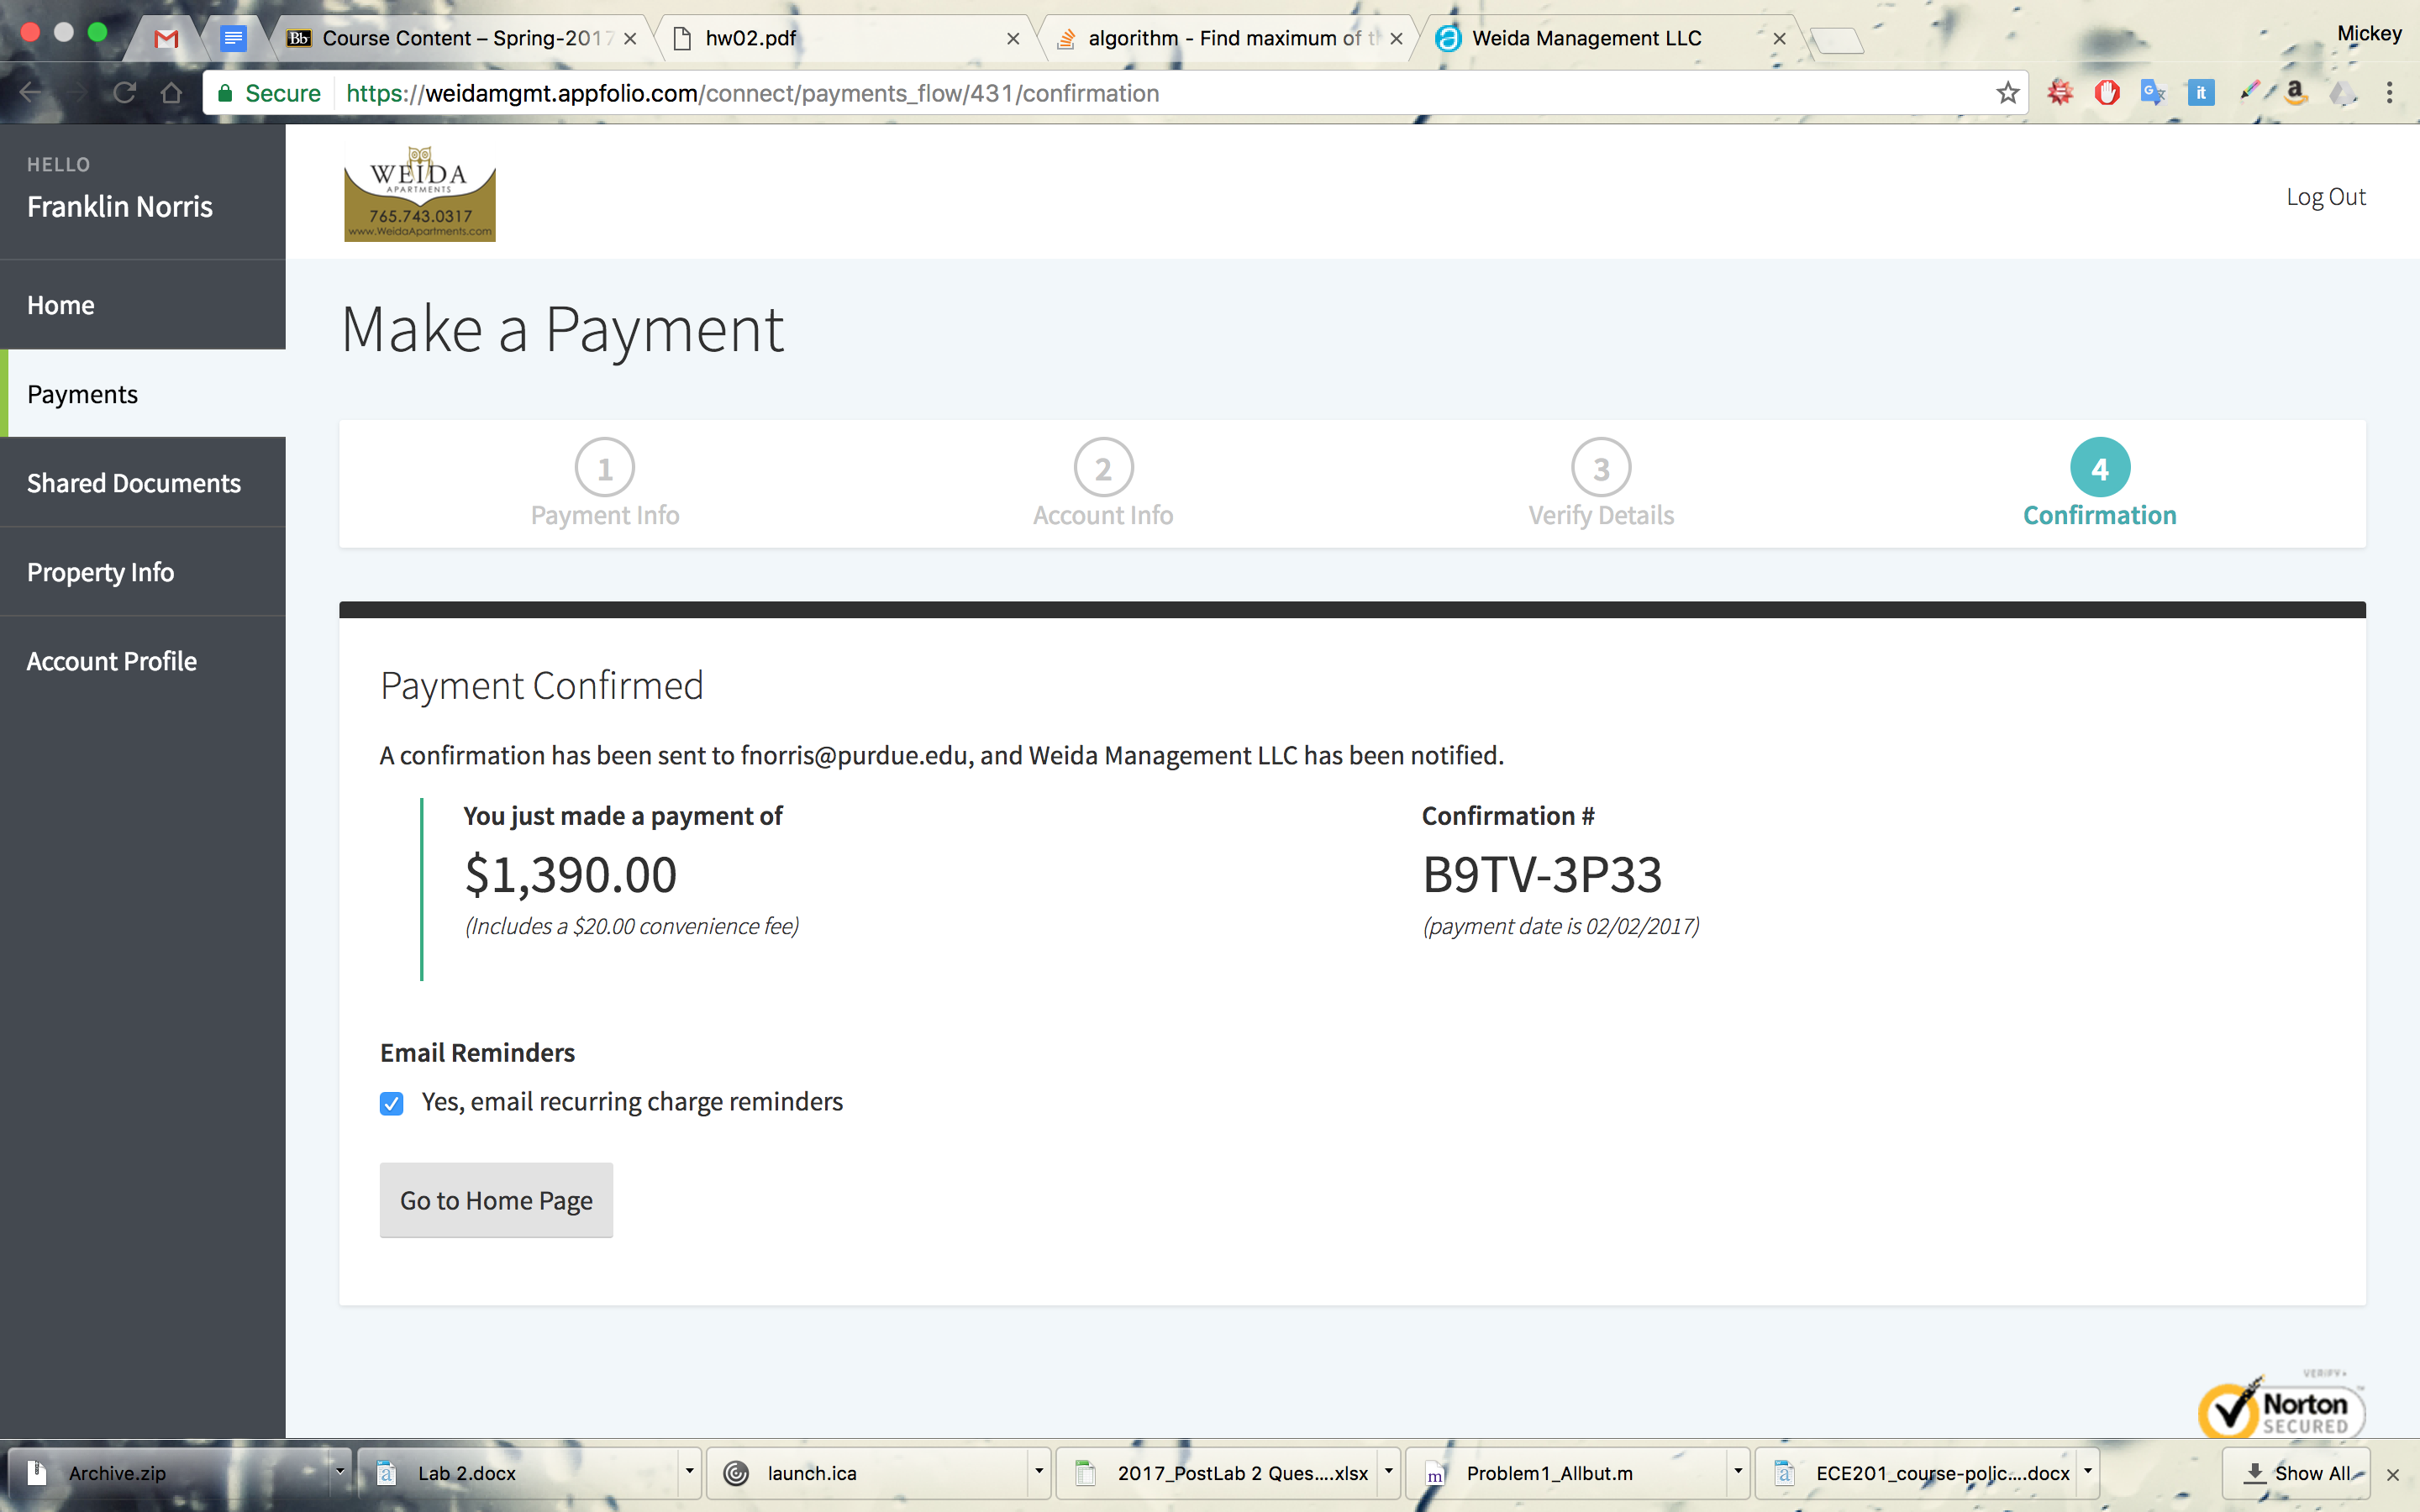 Course Content – Spring-2017
hw02.pdf
algorithm - Find maximum of th
Weida Management LLC
Mickey
Secure
https://weidamgmt.appfolio.com/connect/payments_flow/431/confirmation
HELLO
Franklin Norris
WEIDA
APARTMENTS
765.743.0317
www.WeidaApartments.com
Log Out
Home
Payments
Shared Documents
Property Info
Account Profile
Make a Payment
1
2
3
4
Payment Info
Account Info
Verify Details
Confirmation
Payment Confirmed
A confirmation has been sent to fnorris@purdue.edu, and Weida Management LLC has been notified.
You just made a payment of
$1,390.00
(Includes a $20.00 convenience fee)
Confirmation #
B9TV-3P33
(payment date is 02/02/2017)
Email Reminders
Yes, email recurring charge reminders
Go to Home Page
VERIFY
Norton
SECURED
Archive.zip
Lab 2.docx
launch.ica
2017_PostLab 2 Ques....xlsx
Problem1_Allbut.m
ECE201_course-polic....docx
Show All